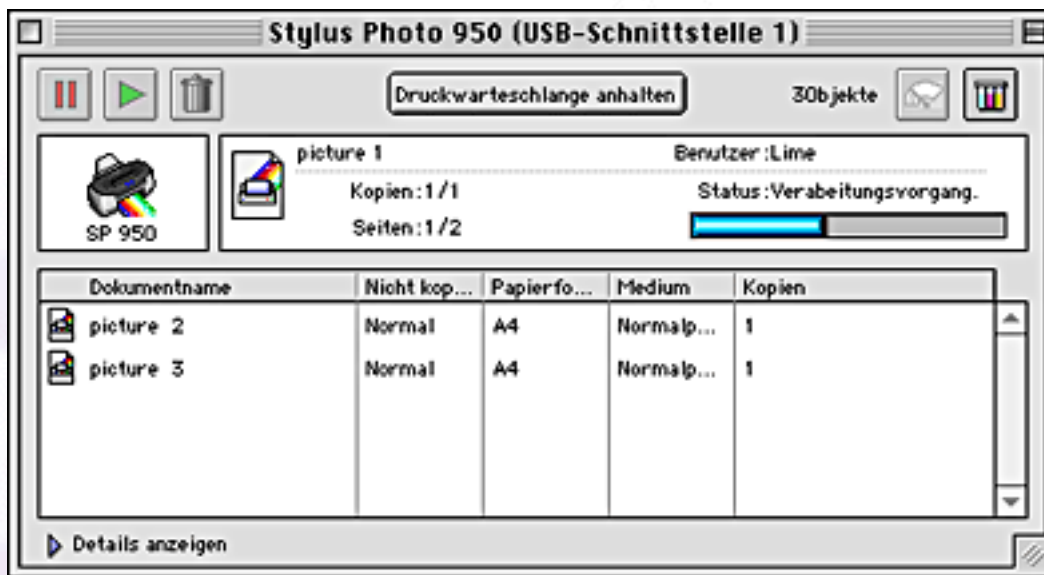 Stylus Photo 950 (USB-Schnittstelle 1)
Druckwarteschlange anhalten
3Objekte
SP 950
picture 1
Benutzer :Lime
Kopien:1/1
Status:Verabeitungsvorgang.
Seiten:1/2
Dokumentname Nicht kop... Papierfo... Medium Kopien
picture 2 Normal A4 Normalp... 1
picture 3 Normal A4 Normalp... 1
Details anzeigen